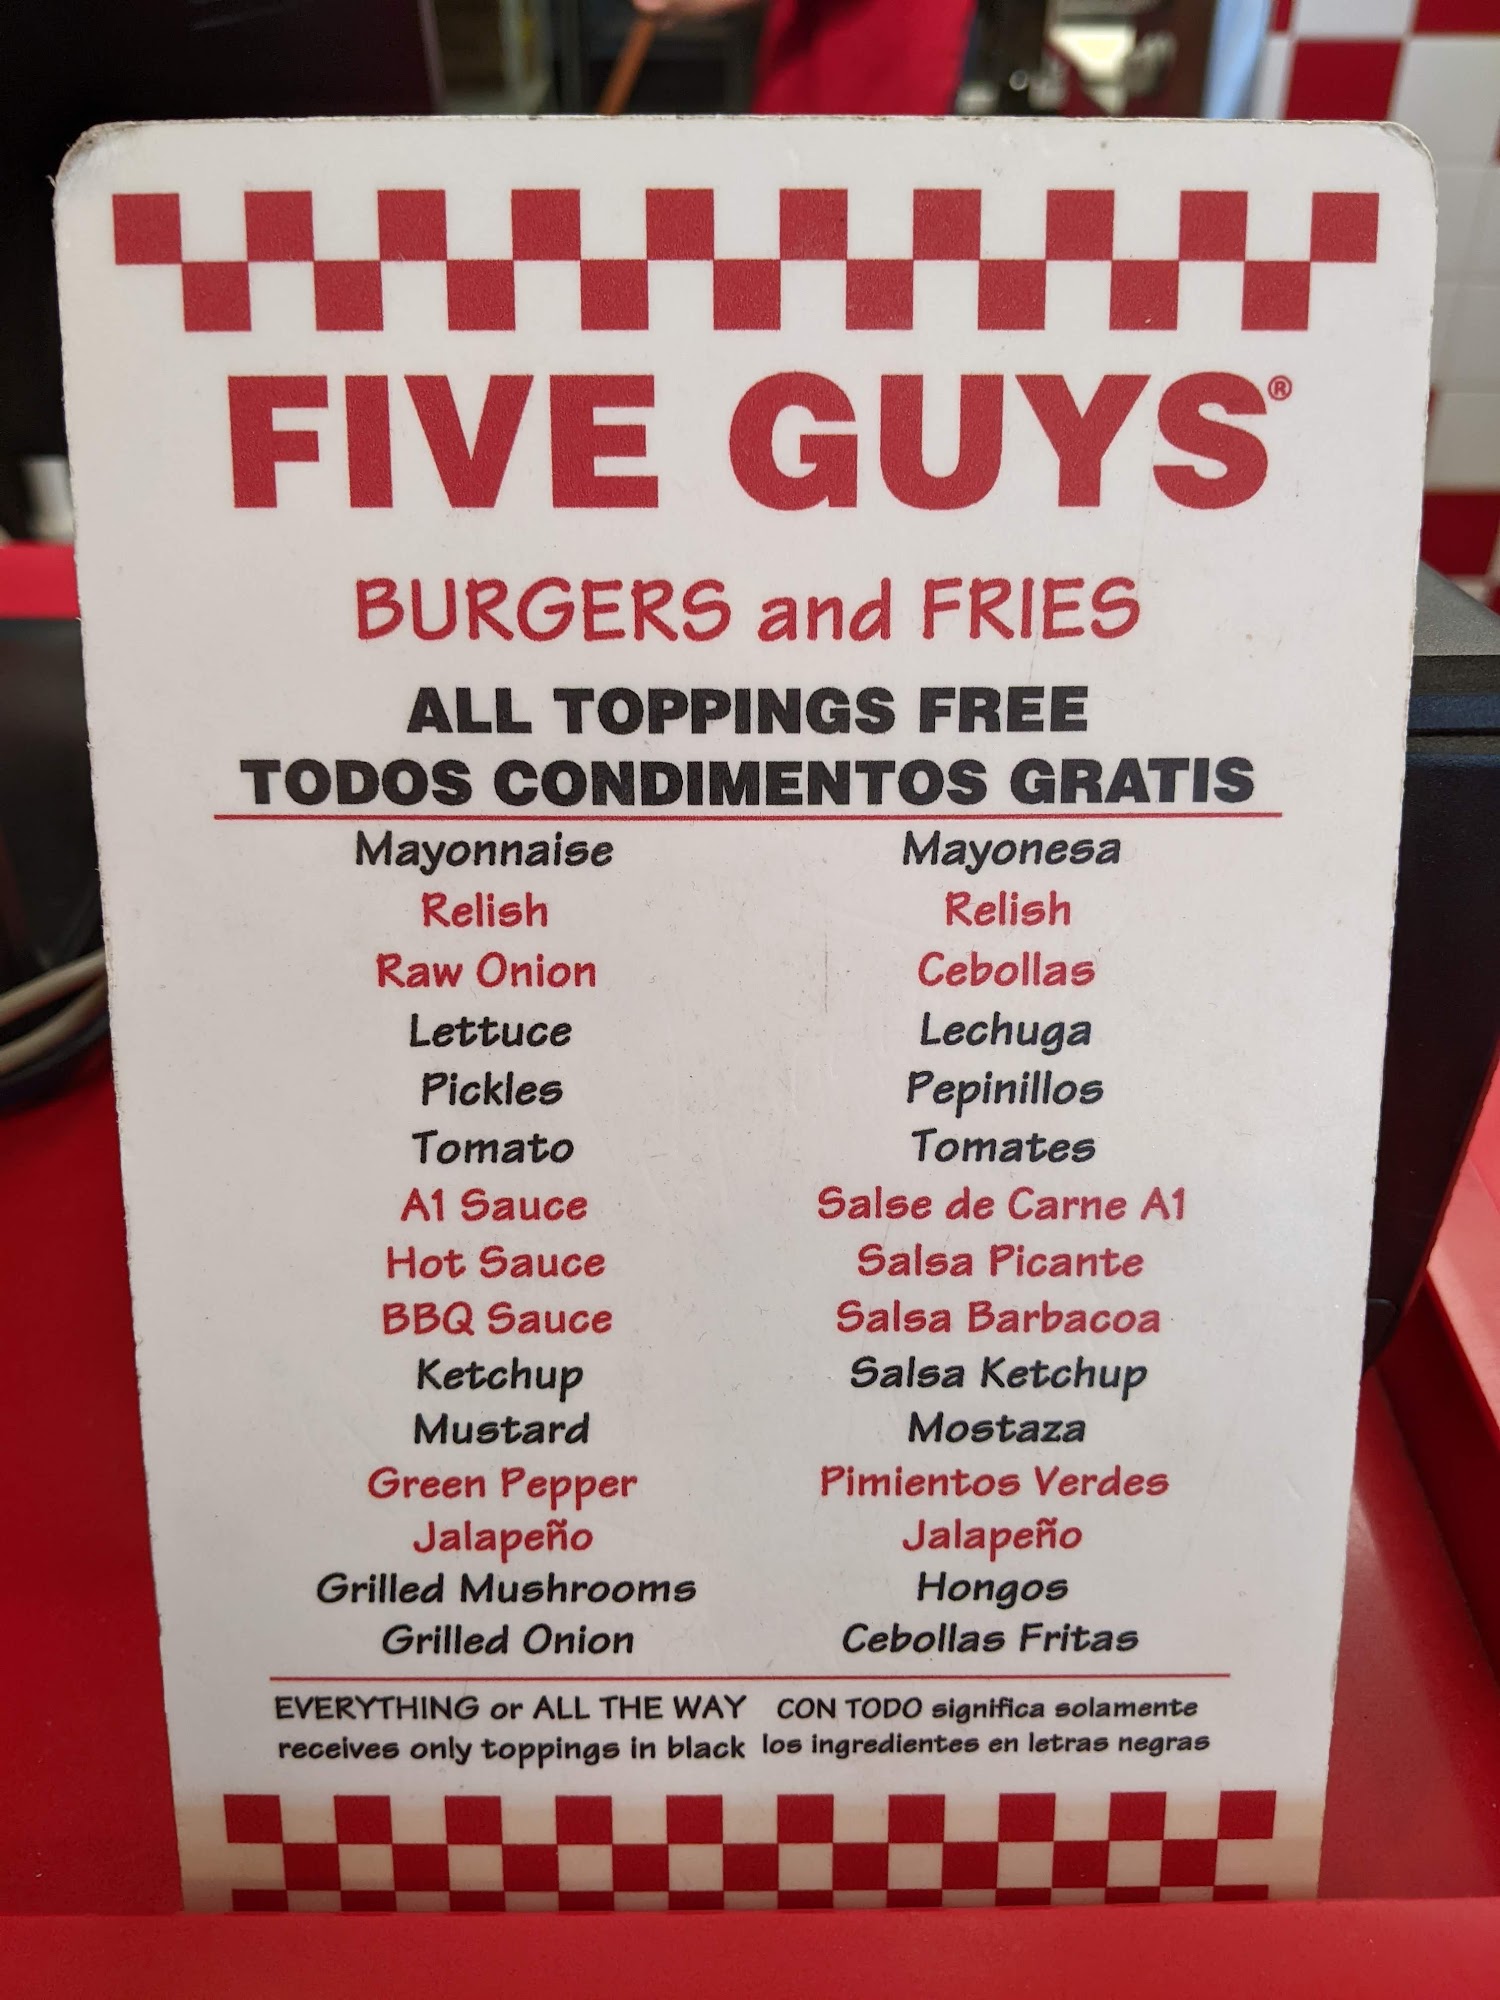 FIVE GUYS®
BURGERS and FRIES
ALL TOPPINGS FREE
TODOS CONDIMENTOS GRATIS
Mayonnaise Mayonesa
Relish Relish
Raw Onion Cebollas
Lettuce Lechuga
Pickles Pepinillos
Tomato Tomates
A1 Sauce Salse de Carne A1
Hot Sauce Salsa Picante
BBQ Sauce Salsa Barbacoa
Ketchup Salsa Ketchup
Mustard Mostaza
Green Pepper Pimientos Verdes
Jalapeño Jalapeño
Grilled Mushrooms Hongos
Grilled Onion Cebollas Fritas
EVERYTHING or ALL THE WAY
receives only toppings in black
CON TODO significa solamente
los ingredientes en letras negras